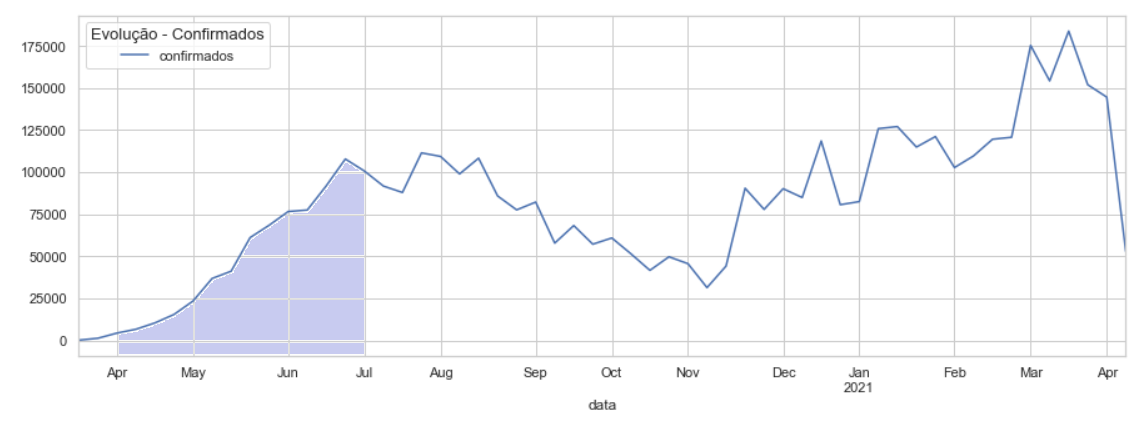 Evolução - Confirmados
confirmados
175000
150000
125000
100000
75000
50000
25000
0
Apr May Jun Jul Aug Sep Oct Nov Dec Jan Feb Mar Apr
2021
data